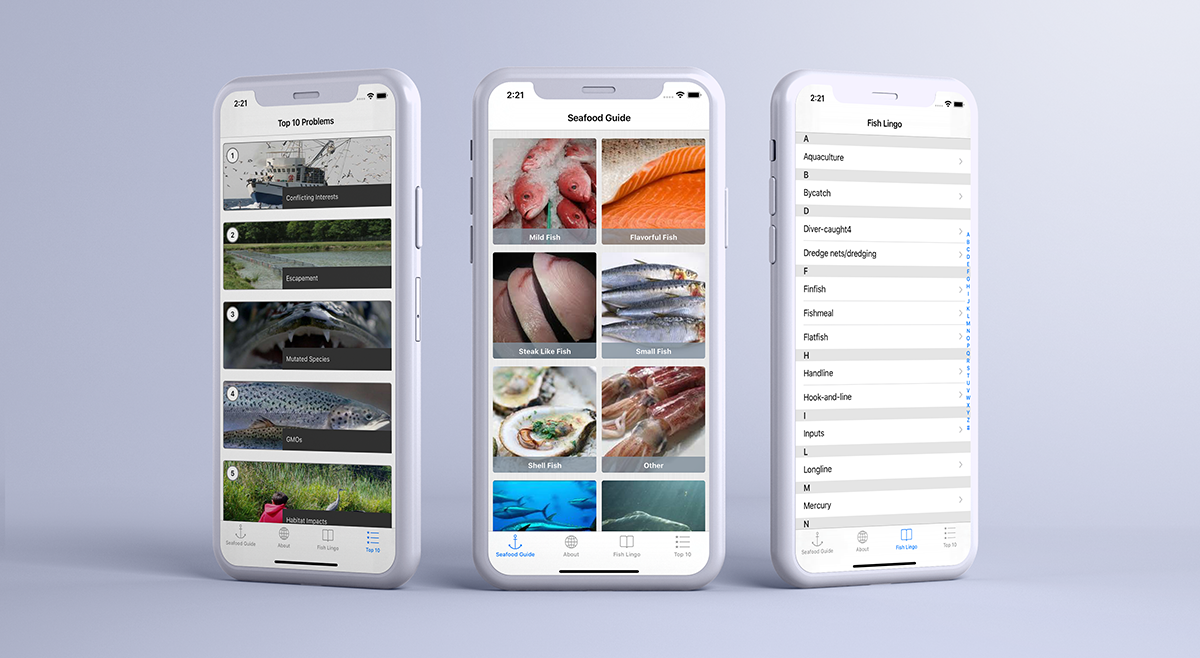 2:21
Top 10 Problems
1
Conflicting Interests
2
Escapement
3
Mutated Species
4
GMOs
5
Habitat Impacts
Seafood Guide
About
Fish Lingo
Top 10
2:21
Seafood Guide
Mild Fish
Flavorful Fish
Steak Like Fish
Small Fish
Shell Fish
Other
Seafood Guide
About
Fish Lingo
Top 10
2:21
Fish Lingo
A
Aquaculture
B
Bycatch
D
Diver-caught4
Dredge nets/dredging
F
Finfish
Fishmeal
Flatfish
H
Handline
Hook-and-line
I
Inputs
L
Longline
M
Mercury
N
A
B
C
D
E
F
G
H
I
J
K
L
M
N
O
P
Q
R
S
T
U
V
W
X
Y
Z
#
Seafood Guide
About
Fish Lingo
Top 10